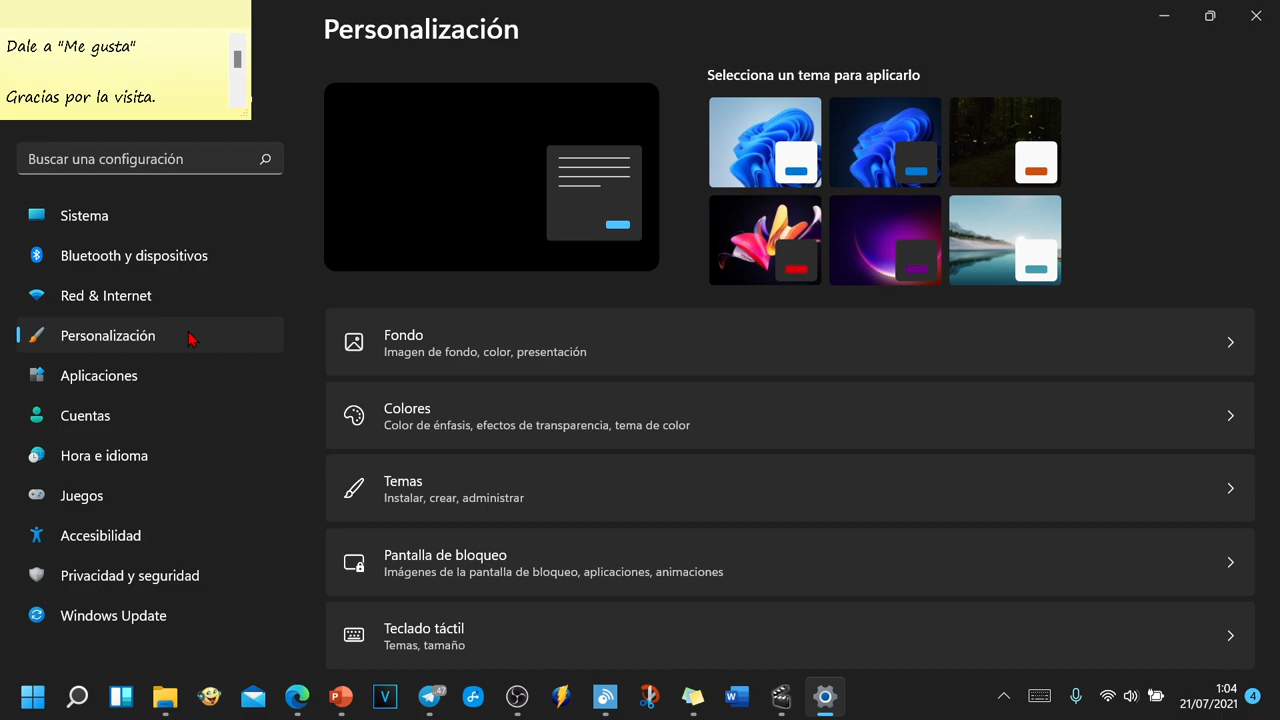 Dale a "Me gusta"
Gracias por la visita.
Personalización
Selecciona un tema para aplicarlo
Buscar una configuración
Sistema
Bluetooth y dispositivos
Red & Internet
Personalización
Aplicaciones
Cuentas
Hora e idioma
Juegos
Accesibilidad
Privacidad y seguridad
Windows Update
Fondo
Imagen de fondo, color, presentación
Colores
Color de énfasis, efectos de transparencia, tema de color
Temas
Instalar, crear, administrar
Pantalla de bloqueo
Imágenes de la pantalla de bloqueo, aplicaciones, animaciones
Teclado táctil
Temas, tamaño
P
V
47
W
1:04
21/07/2021
4